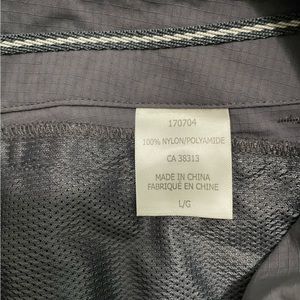 170704
100% NYLON/POLYAMIDE
CA 38313
MADE IN CHINA
FABRIQUÉ EN CHINE
L/G